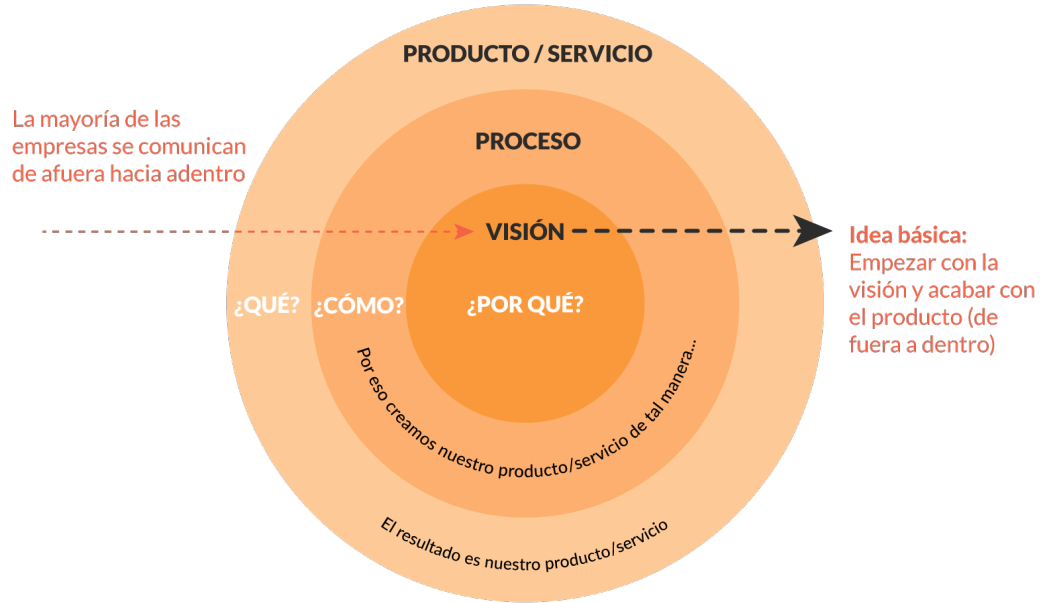 PRODUCTO / SERVICIO
La mayoría de las
empresas se comunican
de afuera hacia adentro
PROCESO
VISIÓN
Idea básica:
Empezar con la
visión y acabar con
el producto (de
fuera a dentro)
¿QUÉ?
¿CÓMO?
¿POR QUÉ?
Por eso creamos nuestro producto/servicio de tal manera...
El resultado es nuestro producto/servicio